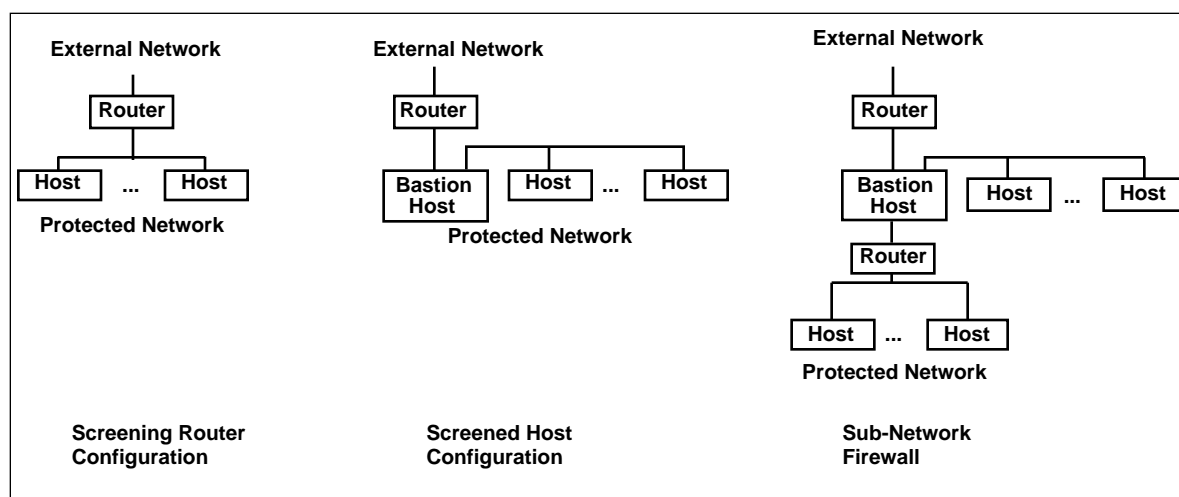 External Network
Router
Host ... Host
Protected Network
Screening Router
Configuration
External Network
Router
Bastion
Host
Host ... Host
Protected Network
Screened Host
Configuration
External Network
Router
Bastion
Host
Host ... Host
Router
Host ... Host
Protected Network
Sub-Network
Firewall